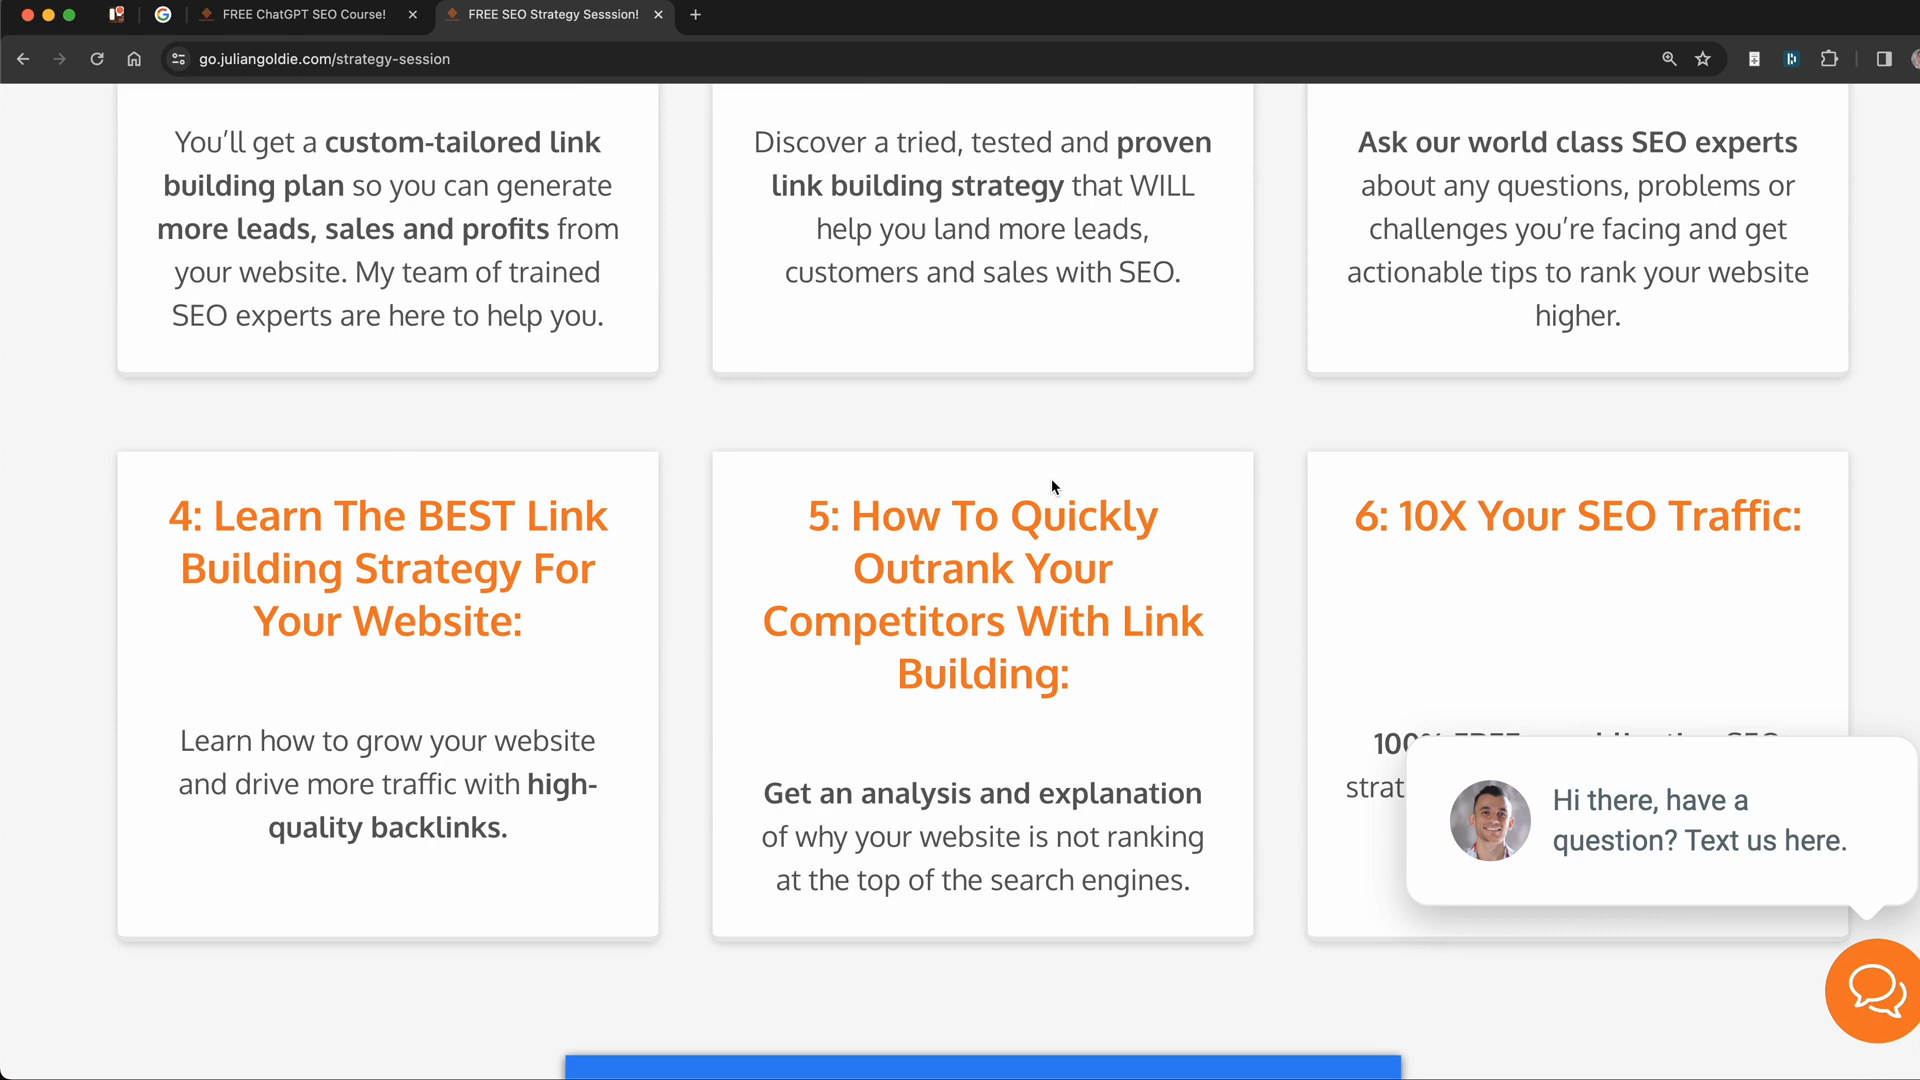 FREE ChatGPT SEO Course!
FREE SEO Strategy Sesssion!
go.juliangoldie.com/strategy-session
You’ll get a custom-tailored link
building plan so you can generate
more leads, sales and profits from
your website. My team of trained
SEO experts are here to help you.
Discover a tried, tested and proven
link building strategy that WILL
help you land more leads,
customers and sales with SEO.
Ask our world class SEO experts
about any questions, problems or
challenges you’re facing and get
actionable tips to rank your website
higher.
4: Learn The BEST Link
Building Strategy For
Your Website:
Learn how to grow your website
and drive more traffic with high-
quality backlinks.
5: How To Quickly
Outrank Your
Competitors With Link
Building:
Get an analysis and explanation
of why your website is not ranking
at the top of the search engines.
6: 10X Your SEO Traffic:
100% FREE SEO
Hi there, have a
question? Text us here.